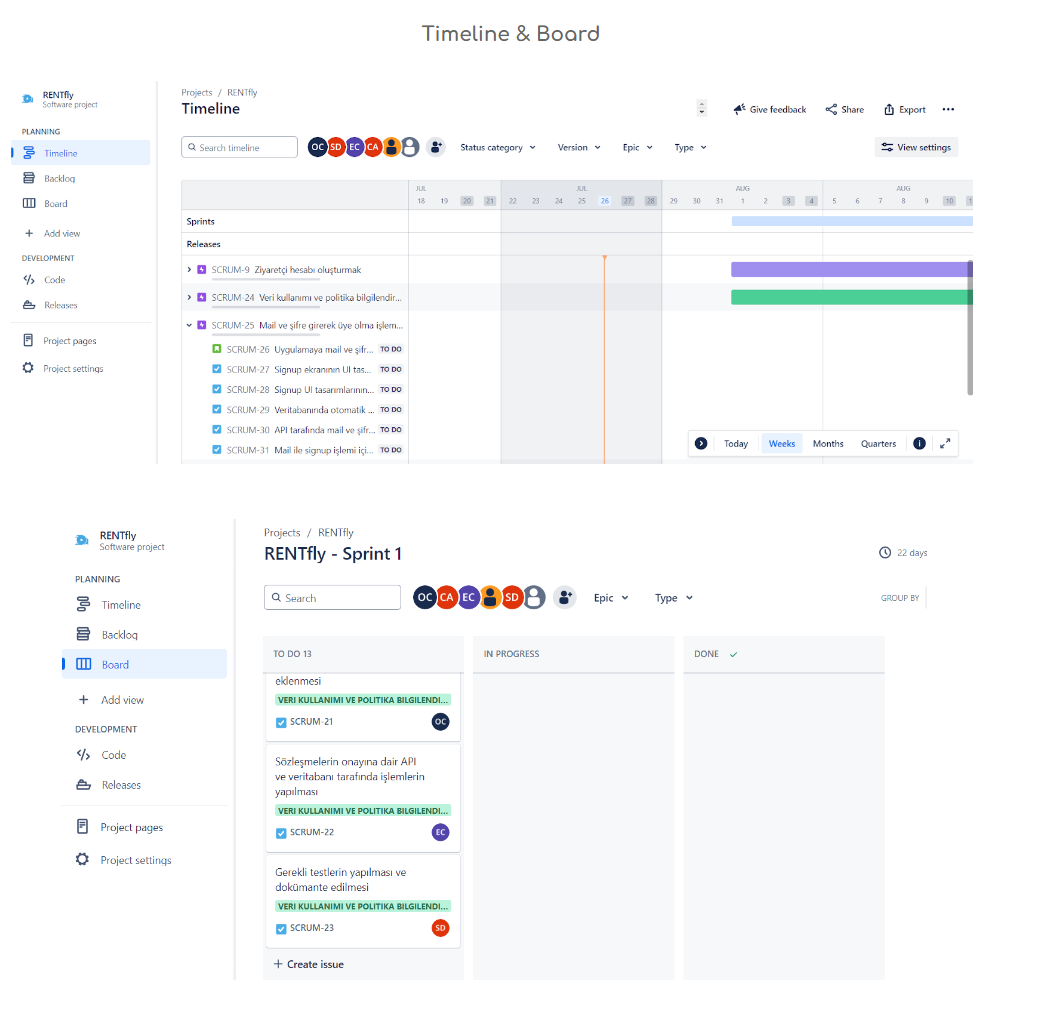 Timeline & Board
RENTfly
Software project
PLANNING
Timeline
Backlog
Board
Add view
DEVELOPMENT
Code
Releases
Project pages
Project settings
Projects / RENTfly
Timeline
Give feedback
Share
Export
Search timeline
OC SD EC CA
Status category
Version
Epic
Type
View settings
JUL JUL AUG AUG
18 19 20 21 22 23 24 25 26 27 28 29 30 31 1 2 3 4 5 6 7 8 9 10 1
Sprints
Releases
SCRUM-9 Ziyaretçi hesabı oluşturmak
SCRUM-24 Veri kullanımı ve politika bilgilendir...
SCRUM-25 Mail ve şifre girerek üye olma işlem...
SCRUM-26 Uygulamaya mail ve şifr... TO DO
SCRUM-27 Signup ekranının UI tas... TO DO
SCRUM-28 Signup UI tasarımlarının... TO DO
SCRUM-29 Veritabanında otomatik ... TO DO
SCRUM-30 API tarafında mail ve şifr... TO DO
SCRUM-31 Mail ile signup işlemi içi... TO DO
Today Weeks Months Quarters
RENTfly
Software project
PLANNING
Timeline
Backlog
Board
Add view
DEVELOPMENT
Code
Releases
Project pages
Project settings
Projects / RENTfly
RENTfly - Sprint 1
22 days
Search
OC CA EC SD
Epic
Type
GROUP BY
TO DO 13
IN PROGRESS
DONE
eklenmesi
VERI KULLANIMI VE POLITIKA BILGILENDI...
SCRUM-21
OC
Sözleşmelerin onayına dair API
ve veritabanı tarafında işlemlerin
yapılması
VERI KULLANIMI VE POLITIKA BILGILENDI...
SCRUM-22
EC
Gerekli testlerin yapılması ve
dokümante edilmesi
VERI KULLANIMI VE POLITIKA BILGILENDI...
SCRUM-23
SD
+ Create issue